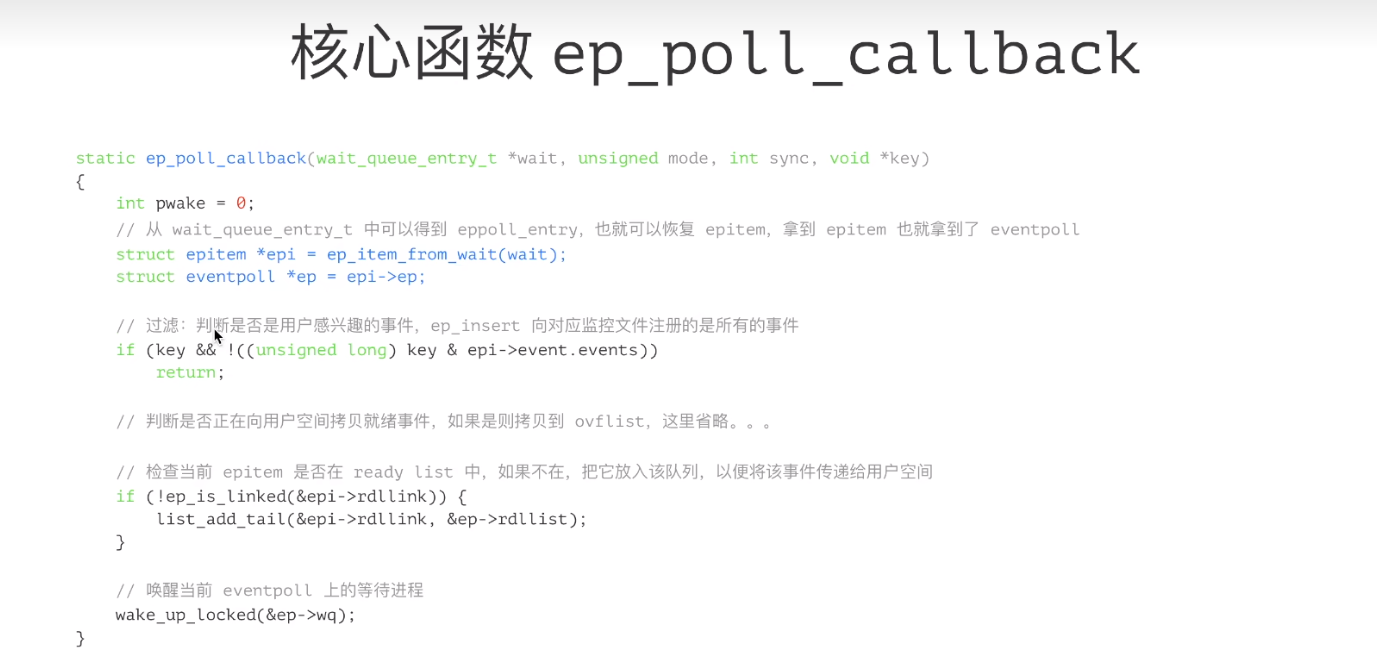 核心函数 ep_poll_callback
static ep_poll_callback(wait_queue_entry_t *wait, unsigned mode, int sync, void *key)
{
int pwake = 0;
// 从 wait_queue_entry_t 中可以得到 eppoll_entry，也就可以恢复 epitem，拿到 epitem 也就拿到了 eventpoll
struct epitem *epi = ep_item_from_wait(wait);
struct eventpoll *ep = epi->ep;
// 过滤：判断是否是用户感兴趣的事件，ep_insert 向对应监控文件注册的是所有的事件
if (key && !((unsigned long) key & epi->event.events))
return;
// 判断是否正在向用户空间拷贝就绪事件，如果是则拷贝到 ovflist，这里省略。。。
// 检查当前 epitem 是否在 ready list 中，如果不在，把它放入该队列，以便将该事件传递给用户空间
if (!ep_is_linked(&epi->rdllink)) {
list_add_tail(&epi->rdllink, &ep->rdllist);
}
// 唤醒当前 eventpoll 上的等待进程
wake_up_locked(&ep->wq);
}